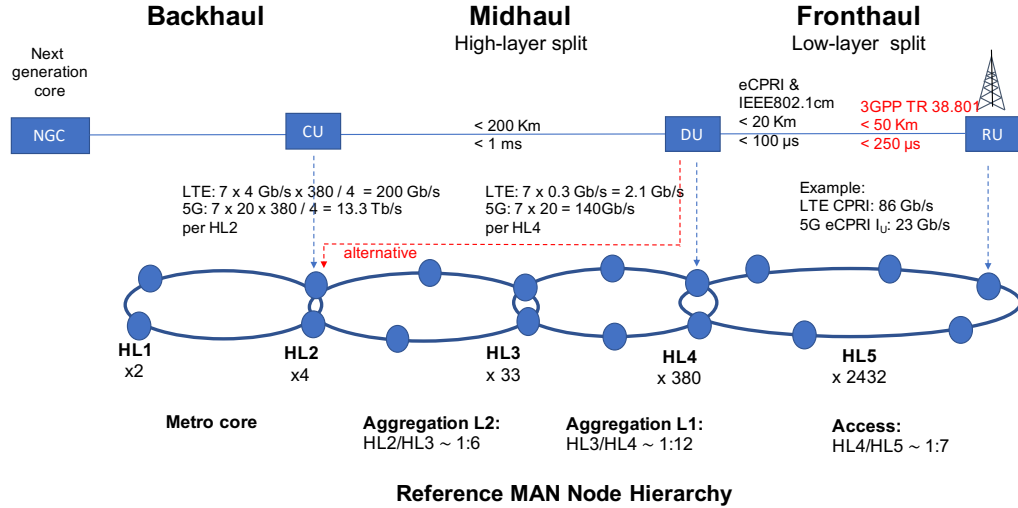 Backhaul
Midhaul
Fronthaul
High-layer split
Low-layer split
Next
generation
core
eCPRI &
IEEE802.1cm
< 20 Km
< 100 µs
3GPP TR 38.801
< 50 Km
< 250 µs
NGC
CU
< 200 Km
< 1 ms
DU
RU
LTE: 7 x 4 Gb/s x 380 / 4 = 200 Gb/s
5G: 7 x 20 x 380 / 4 = 13.3 Tb/s
per HL2
LTE: 7 x 0.3 Gb/s = 2.1 Gb/s
5G: 7 x 20 = 140Gb/s
per HL4
Example:
LTE CPRI: 86 Gb/s
5G eCPRI IU: 23 Gb/s
alternative
HL1
x2
HL2
x4
HL3
x 33
HL4
x 380
HL5
x 2432
Metro core
Aggregation L2:
HL2/HL3 ~ 1:6
Aggregation L1:
HL3/HL4 ~ 1:12
Access:
HL4/HL5 ~ 1:7
Reference MAN Node Hierarchy